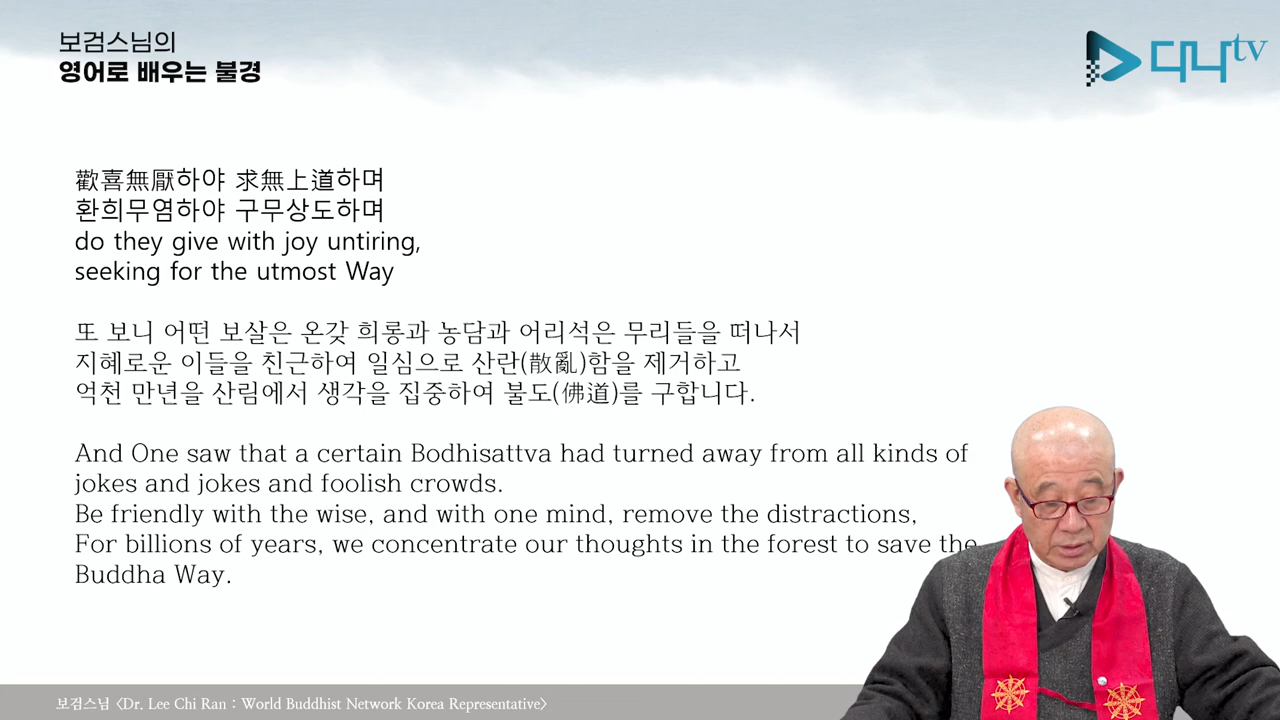 보검스님의
영어로 배우는 불경
디니tv
歡喜無厭하야 求無上道하며
환희무염하야 구무상도하며
do they give with joy untiring,
seeking for the utmost Way
또 보니 어떤 보살은 온갖 희롱과 농담과 어리석은 무리들을 떠나서
지혜로운 이들을 친근하여 일심으로 산란(散亂)함을 제거하고
억천 만년을 산림에서 생각을 집중하여 불도(佛道)를 구합니다.
And One saw that a certain Bodhisattva had turned away from all kinds of
jokes and jokes and foolish crowds.
Be friendly with the wise, and with one mind, remove the distractions,
For billions of years, we concentrate our thoughts in the forest to save the
Buddha Way.
보검스님 <Dr. Lee Chi Ran : World Buddhist Network Korea Representative>